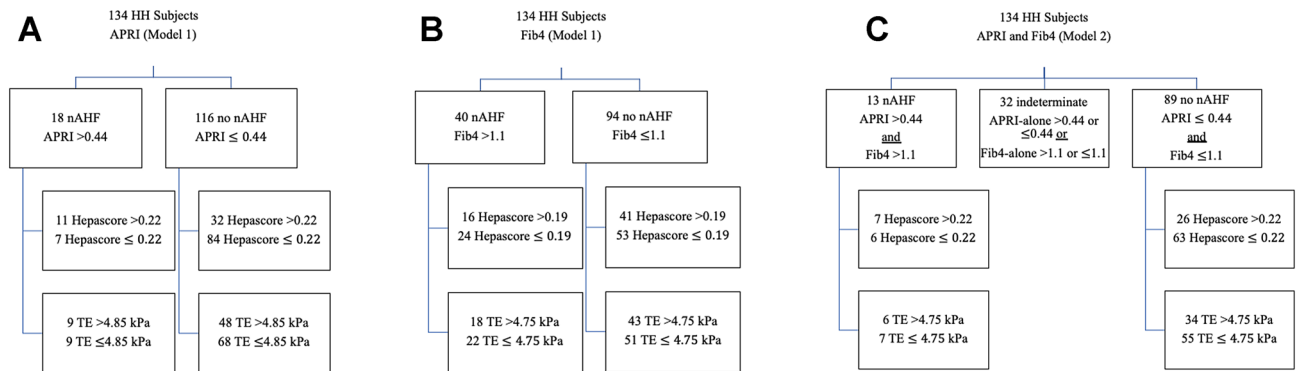 A
134 HH Subjects
APRI (Model 1)
18 nAHF
APRI >0.44
116 no nAHF
APRI ≤ 0.44
11 Hepascore >0.22
7 Hepascore ≤ 0.22
32 Hepascore >0.22
84 Hepascore ≤ 0.22
9 TE >4.85 kPa
9 TE ≤4.85 kPa
48 TE >4.85 kPa
68 TE ≤4.85 kPa
B
134 HH Subjects
Fib4 (Model 1)
40 nAHF
Fib4 >1.1
94 no nAHF
Fib4 ≤1.1
16 Hepascore >0.19
24 Hepascore ≤ 0.19
41 Hepascore >0.19
53 Hepascore ≤ 0.19
18 TE >4.75 kPa
22 TE ≤ 4.75 kPa
43 TE >4.75 kPa
51 TE ≤ 4.75 kPa
C
134 HH Subjects
APRI and Fib4 (Model 2)
13 nAHF
APRI >0.44
and
Fib4 >1.1
32 indeterminate
APRI-alone >0.44 or
≤0.44 or
Fib4-alone >1.1 or ≤1.1
89 no nAHF
APRI ≤ 0.44
and
Fib4 ≤1.1
7 Hepascore >0.22
6 Hepascore ≤ 0.22
26 Hepascore >0.22
63 Hepascore ≤ 0.22
6 TE >4.75 kPa
7 TE ≤ 4.75 kPa
34 TE >4.75 kPa
55 TE ≤ 4.75 kPa